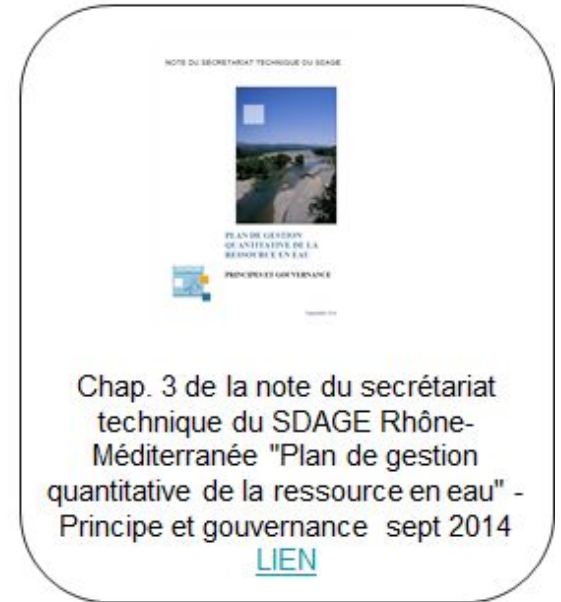 NOTE DU SECRETARIAT TECHNIQUE DU SDAGE
PLAN DE GESTION
QUANTITATIVE DE LA
RESSOURCE EN EAU
PRINCIPES ET GOUVERNANCE
Chap. 3 de la note du secrétariat
technique du SDAGE Rhône-
Méditerranée "Plan de gestion
quantitative de la ressource en eau" -
Principe et gouvernance sept 2014
LIEN